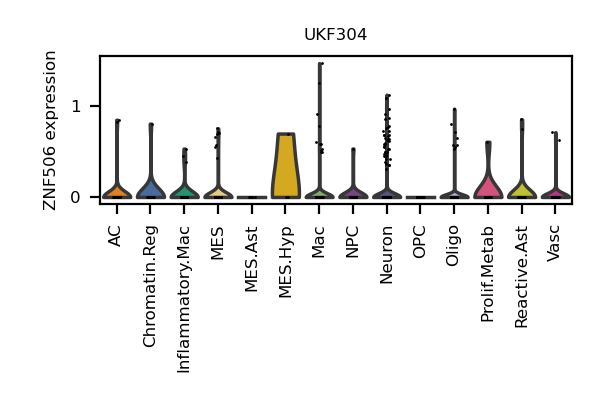 UKF304
ZNF506 expression
1
0
AC
Chromatin.Reg
Inflammatory.Mac
MES
MES.Ast
MES.Hyp
Mac
NPC
Neuron
OPC
Oligo
Prolif.Metab
Reactive.Ast
Vasc